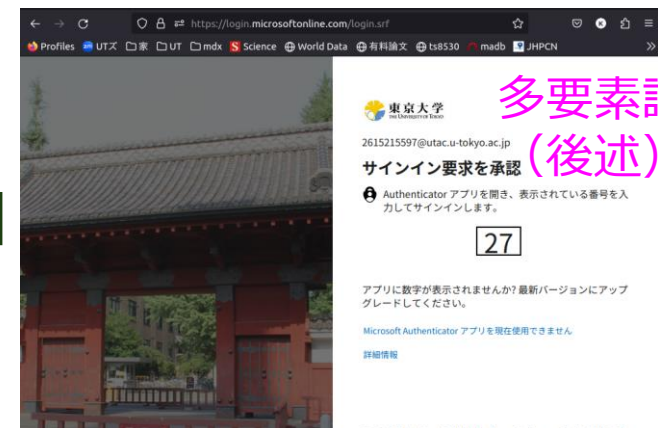 https://login.microsoftonline.com/login.srf
Profiles UTズ 家 UT mdx Science World Data 有料論文 ts8530 madb JHPCN
東京大学
THE UNIVERSITY OF TOKYO
多要素
(後述)
2615215597@utac.u-tokyo.ac.jp
サインイン要求を承認
Authenticator アプリを開き、表示されている番号を入
力してサインインします。
27
アプリに数字が表示されませんか? 最新バージョンにアップ
グレードしてください。
Microsoft Authenticator アプリを現在使用できません
詳細情報